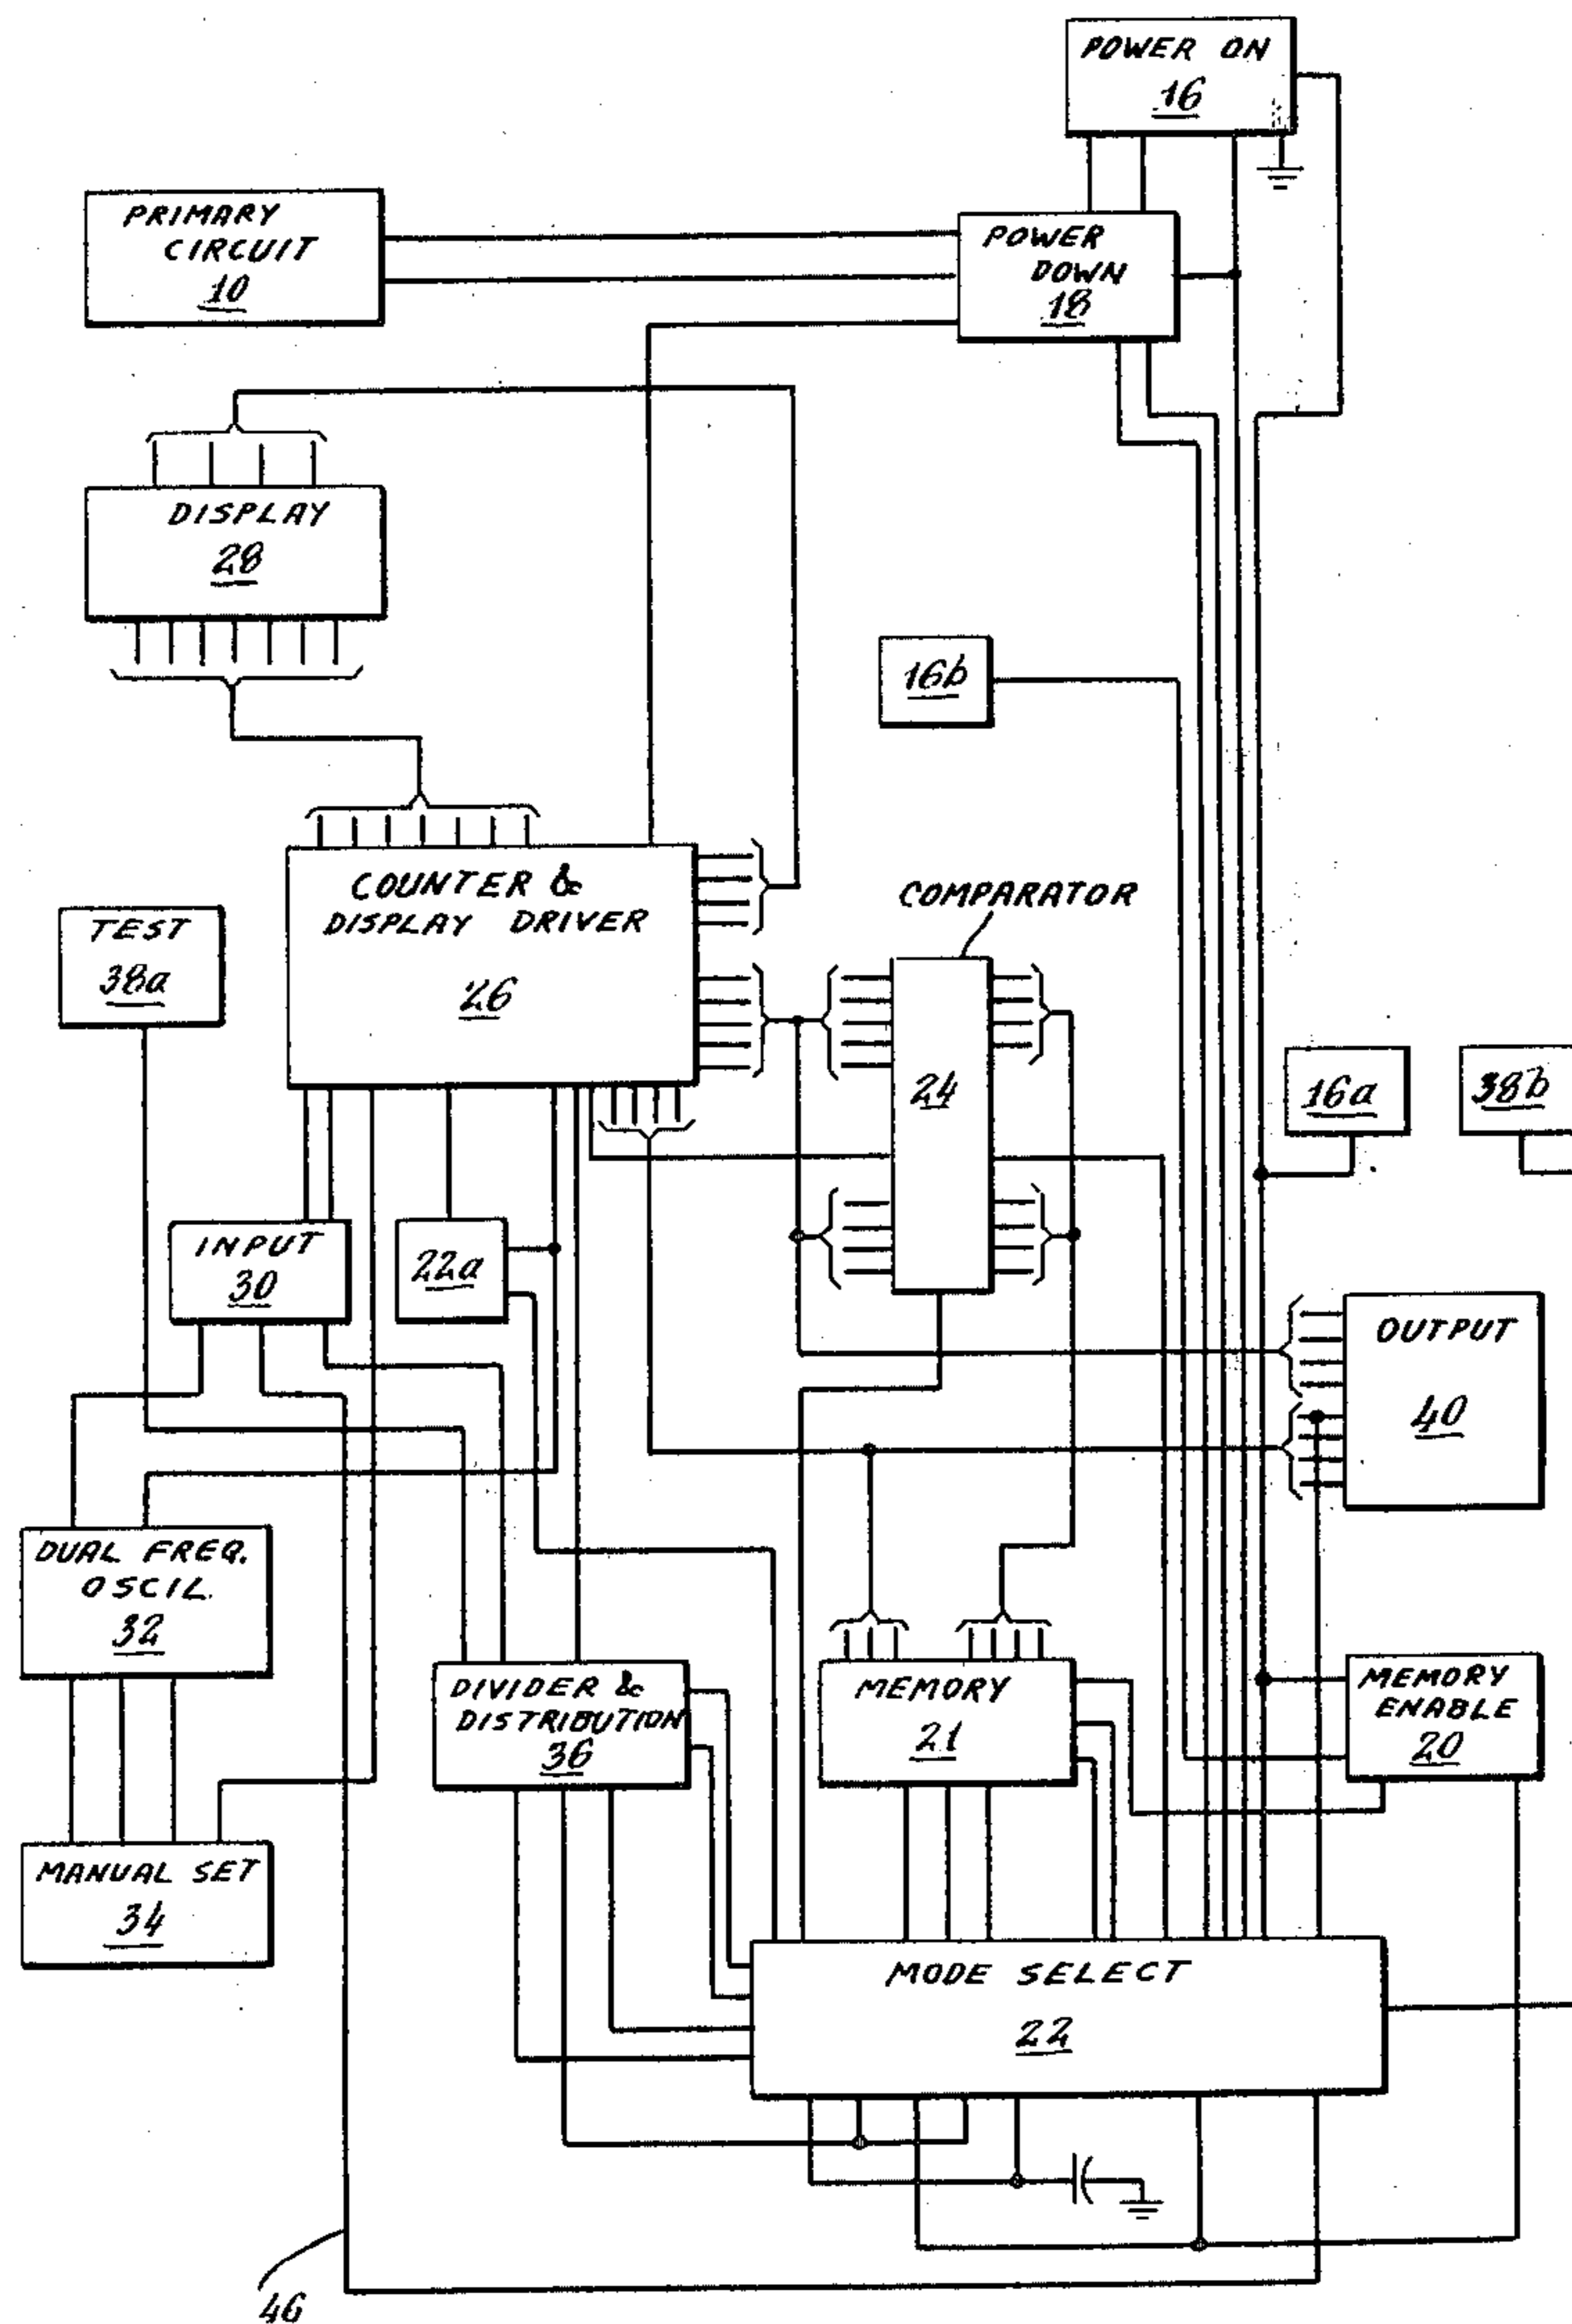 POWER ON
16
PRIMARY
CIRCUIT
10
POWER
DOWN
18
DISPLAY
28
16b
COUNTER &
DISPLAY DRIVER
26
COMPARATOR
24
TEST
38a
16a
38b
INPUT
30
22a
OUTPUT
40
DUAL FREQ.
OSCIL.
32
DIVIDER &
DISTRIBUTION
36
MEMORY
21
MEMORY
ENABLE
20
MANUAL SET
34
MODE SELECT
22
46